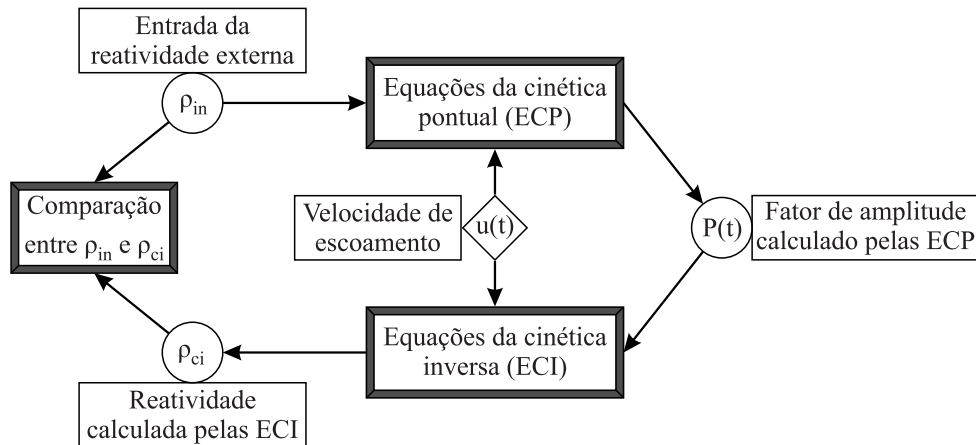 Entrada da
reatividade externa
ρin
Equações da cinética
pontual (ECP)
Comparação
entre ρin e ρci
Velocidade de
escoamento
u(t)
P(t)
Fator de amplitude
calculado pelas ECP
Equações da cinética
inversa (ECI)
ρci
Reatividade
calculada pelas ECI